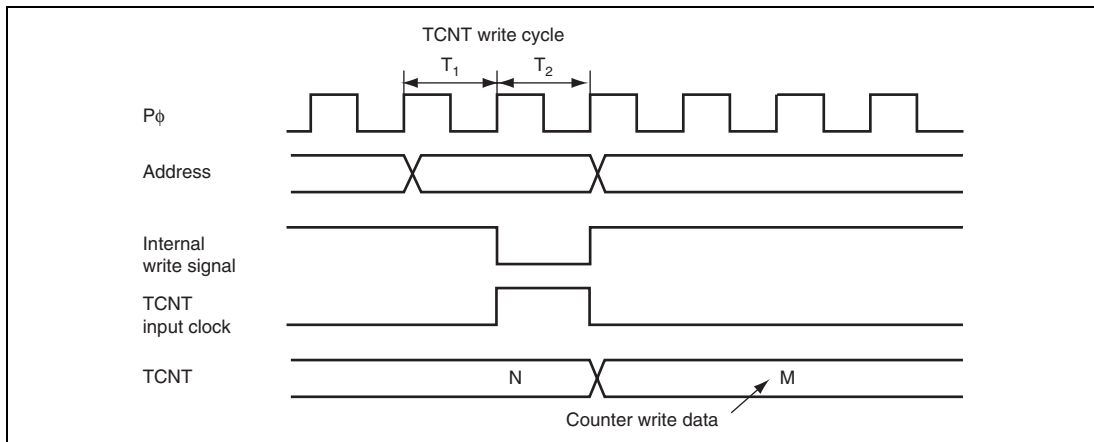 TCNT write cycle
T1 T2
Pϕ
Address
Internal
write signal
TCNT
input clock
TCNT
N
M
Counter write data